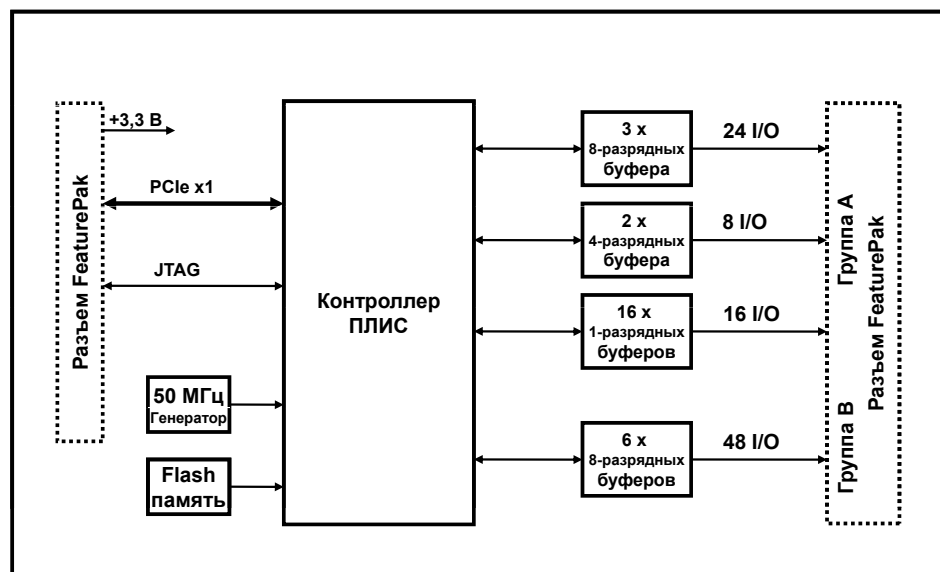 Разъем FeaturePak
+3,3 В
PCIe x1
JTAG
50 МГц
Генератор
Flash
память
Контроллер
ПЛИС
3 x
8-разрядных
буфера
24 I/O
2 x
4-разрядных
буфера
8 I/O
16 x
1-разрядных
буферов
16 I/O
6 x
8-разрядных
буферов
48 I/O
Группа A
Группа B
Разъем FeaturePak